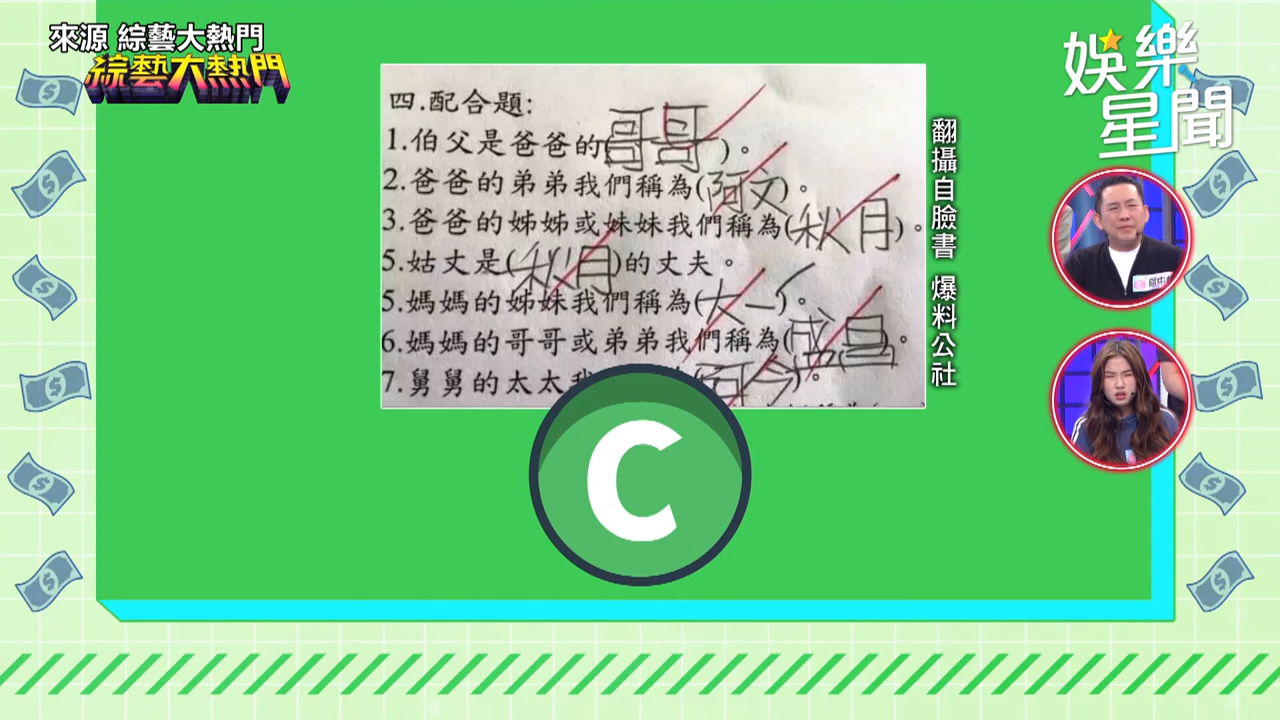 來源 綜藝大熱門
綜藝大熱門
娛樂
星聞
四.配合題:
1.伯父是爸爸的(哥哥)。
2.爸爸的弟弟我們稱為(阿文)。
3.爸爸的姊姊或妹妹我們稱為(秋月)。
5.姑丈是(秋月)的丈夫。
5.媽媽的姊妹我們稱為(大一)。
6.媽媽的哥哥或弟弟我們稱為(國昌)。
7.舅舅的太太我
翻攝自臉書 爆料公社
C